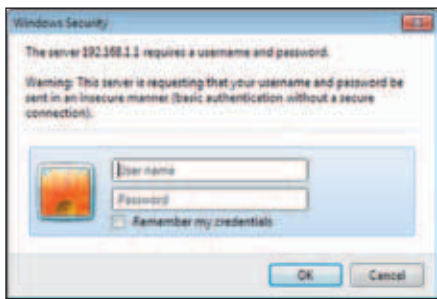 Windows Security
The server 192.168.1.1 requires a username and password.
Warning: This server is requesting that your username and password be
sent in an insecure manner (basic authentication without a secure
connection).
User name
Password
Remember my credentials
OK
Cancel